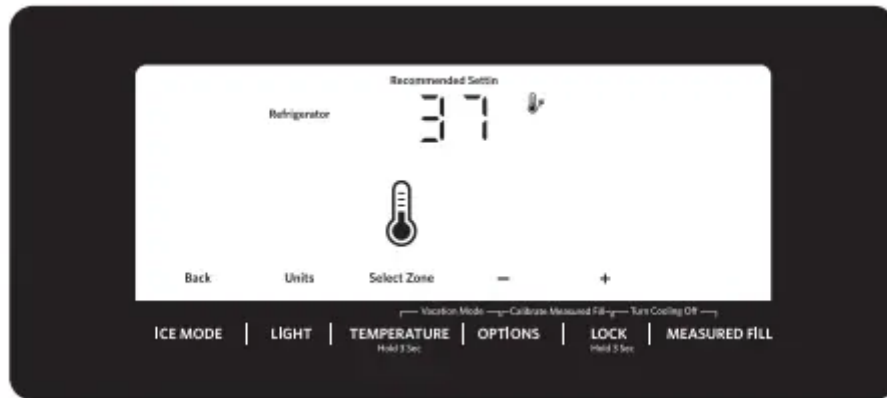 Recommended Settin
Refrigerator 37
Back Units Select Zone − +
Vacation Mode Calibrate Measured Fill Turn Cooling Off
ICE MODE LIGHT TEMPERATURE OPTIONS LOCK MEASURED FILL
Hold 3 Sec Hold 3 Sec